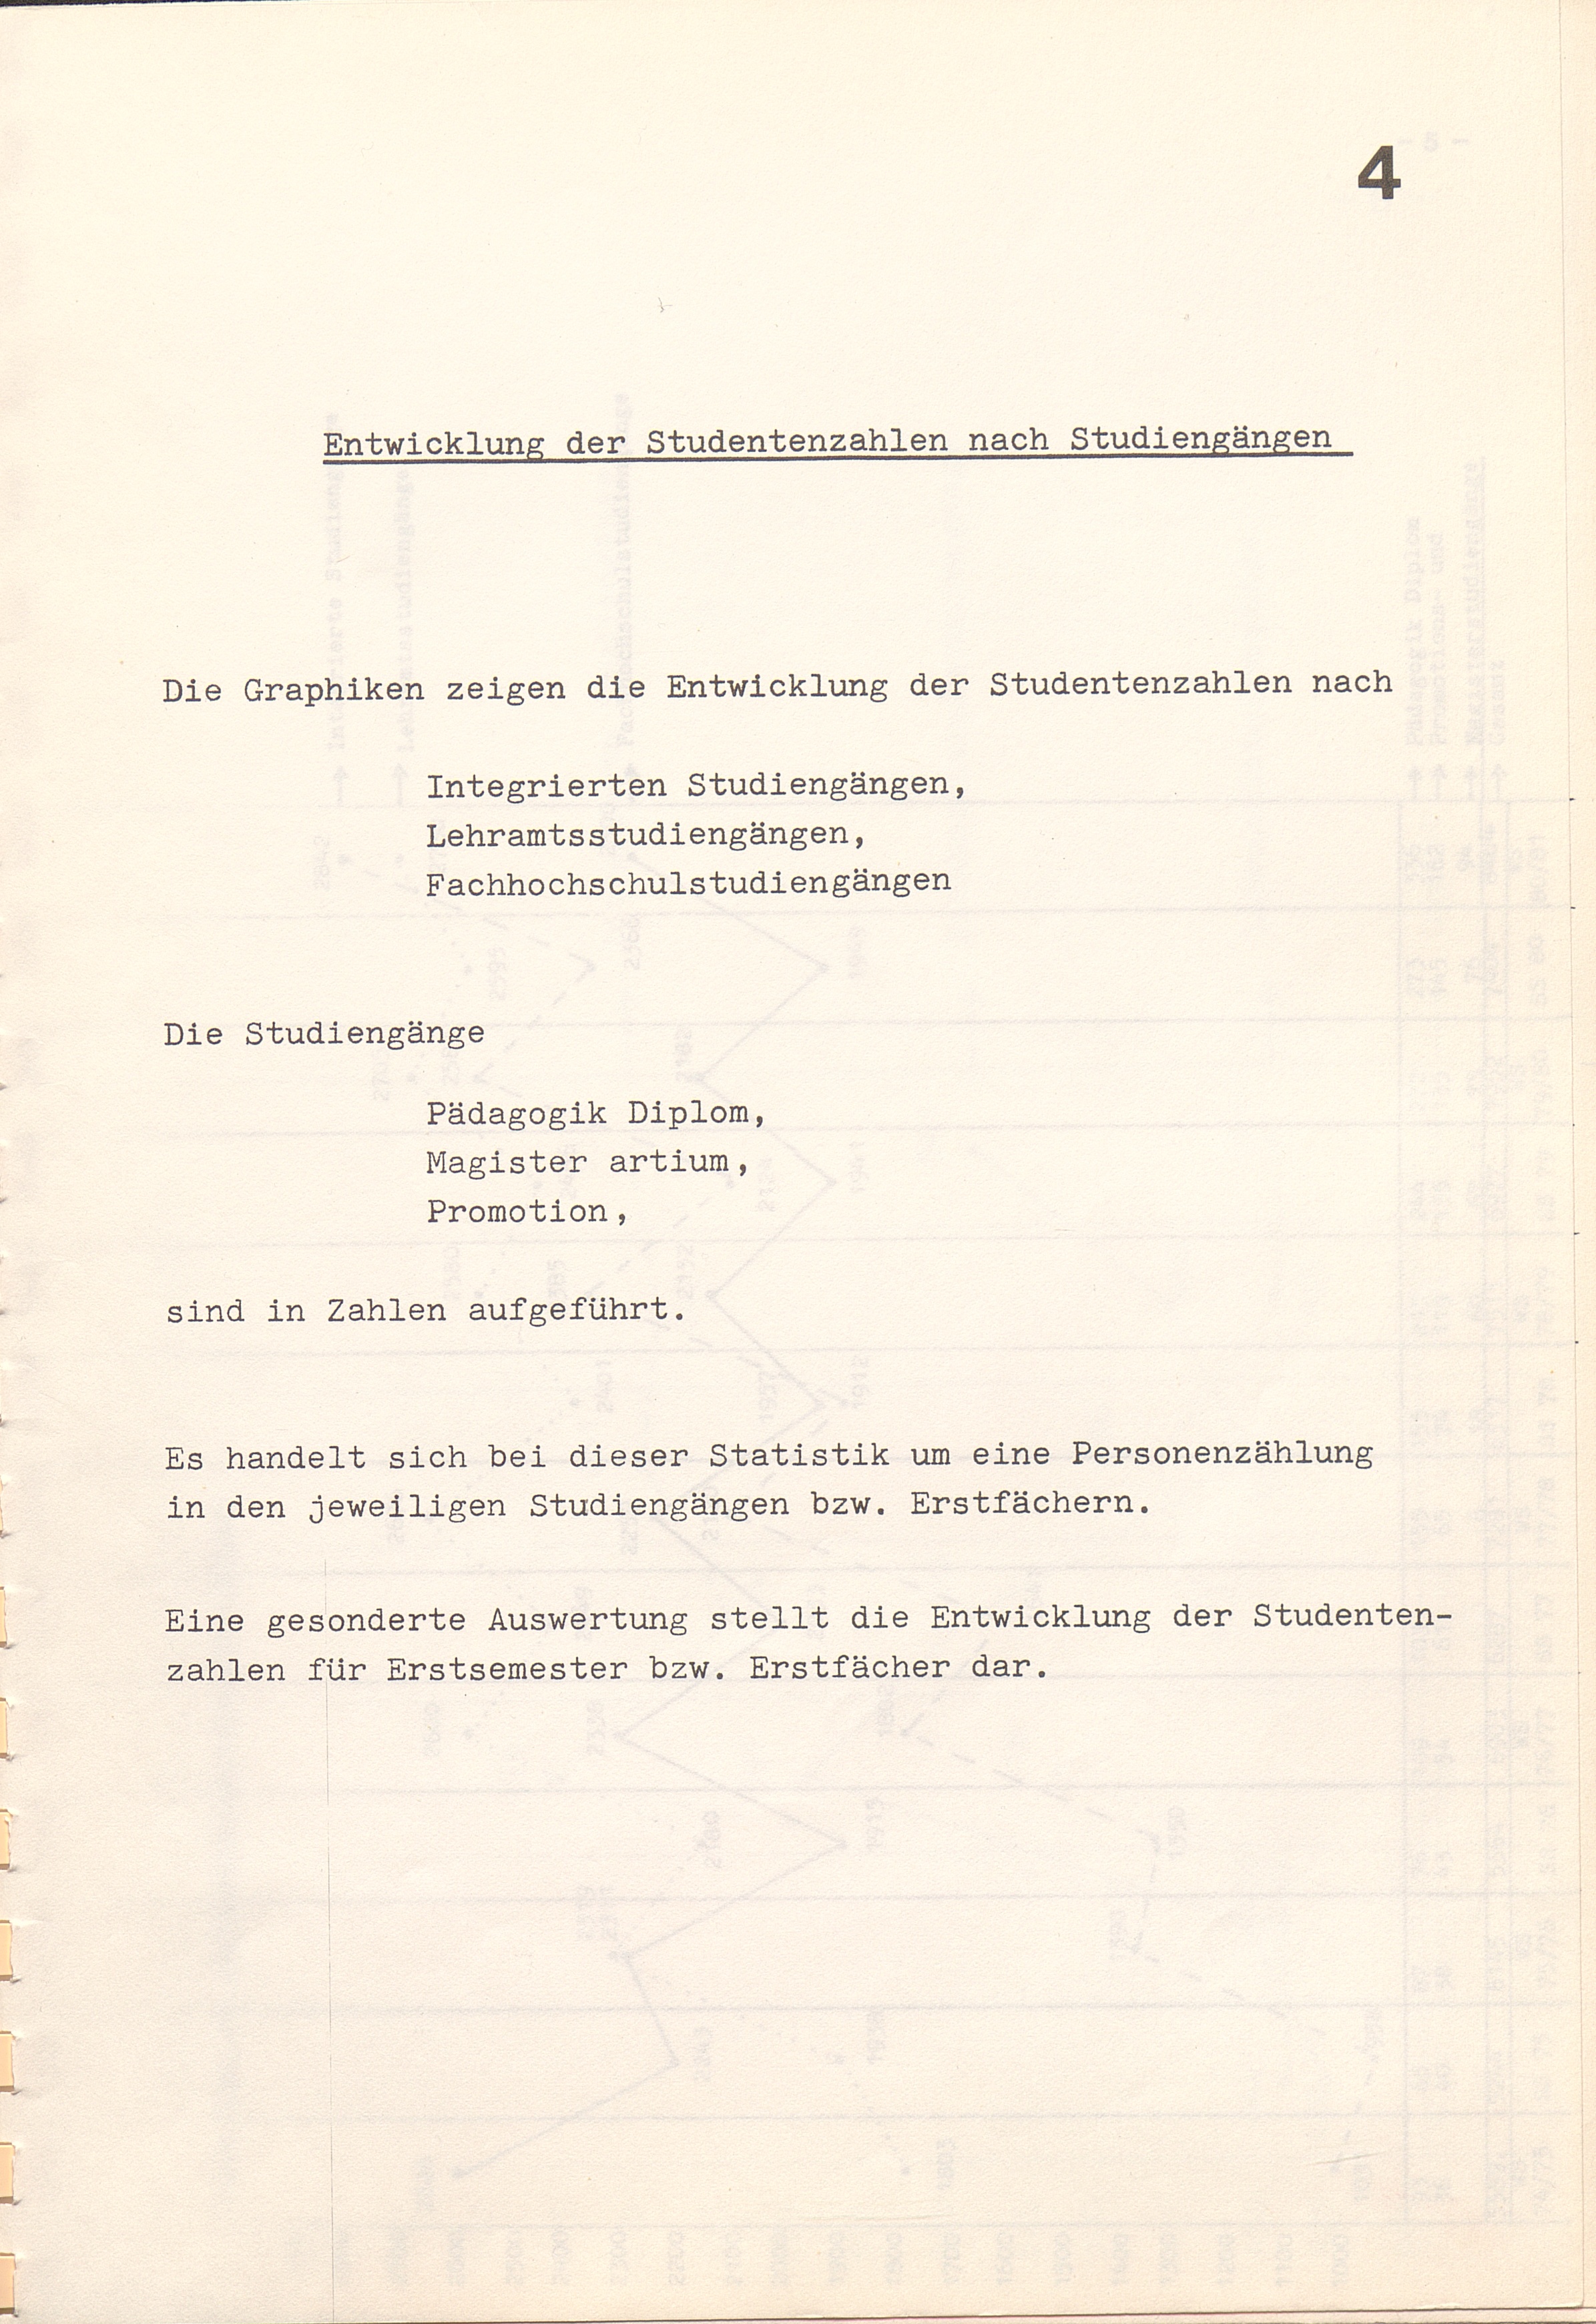 4
Entwicklung der Studentenzahlen nach Studiengängen
Die Graphiken zeigen die Entwicklung der Studentenzahlen nach
Integrierten Studiengängen,
Lehramtsstudiengängen,
Fachhochschulstudiengängen
Die Studiengänge
Pädagogik Diplom,
Magister artium,
Promotion,
sind in Zahlen aufgeführt.
Es handelt sich bei dieser Statistik um eine Personenzählung
in den jeweiligen Studiengängen bzw. Erstfächern.
Eine gesonderte Auswertung stellt die Entwicklung der Studenten-
zahlen für Erstsemester bzw. Erstfächer dar.